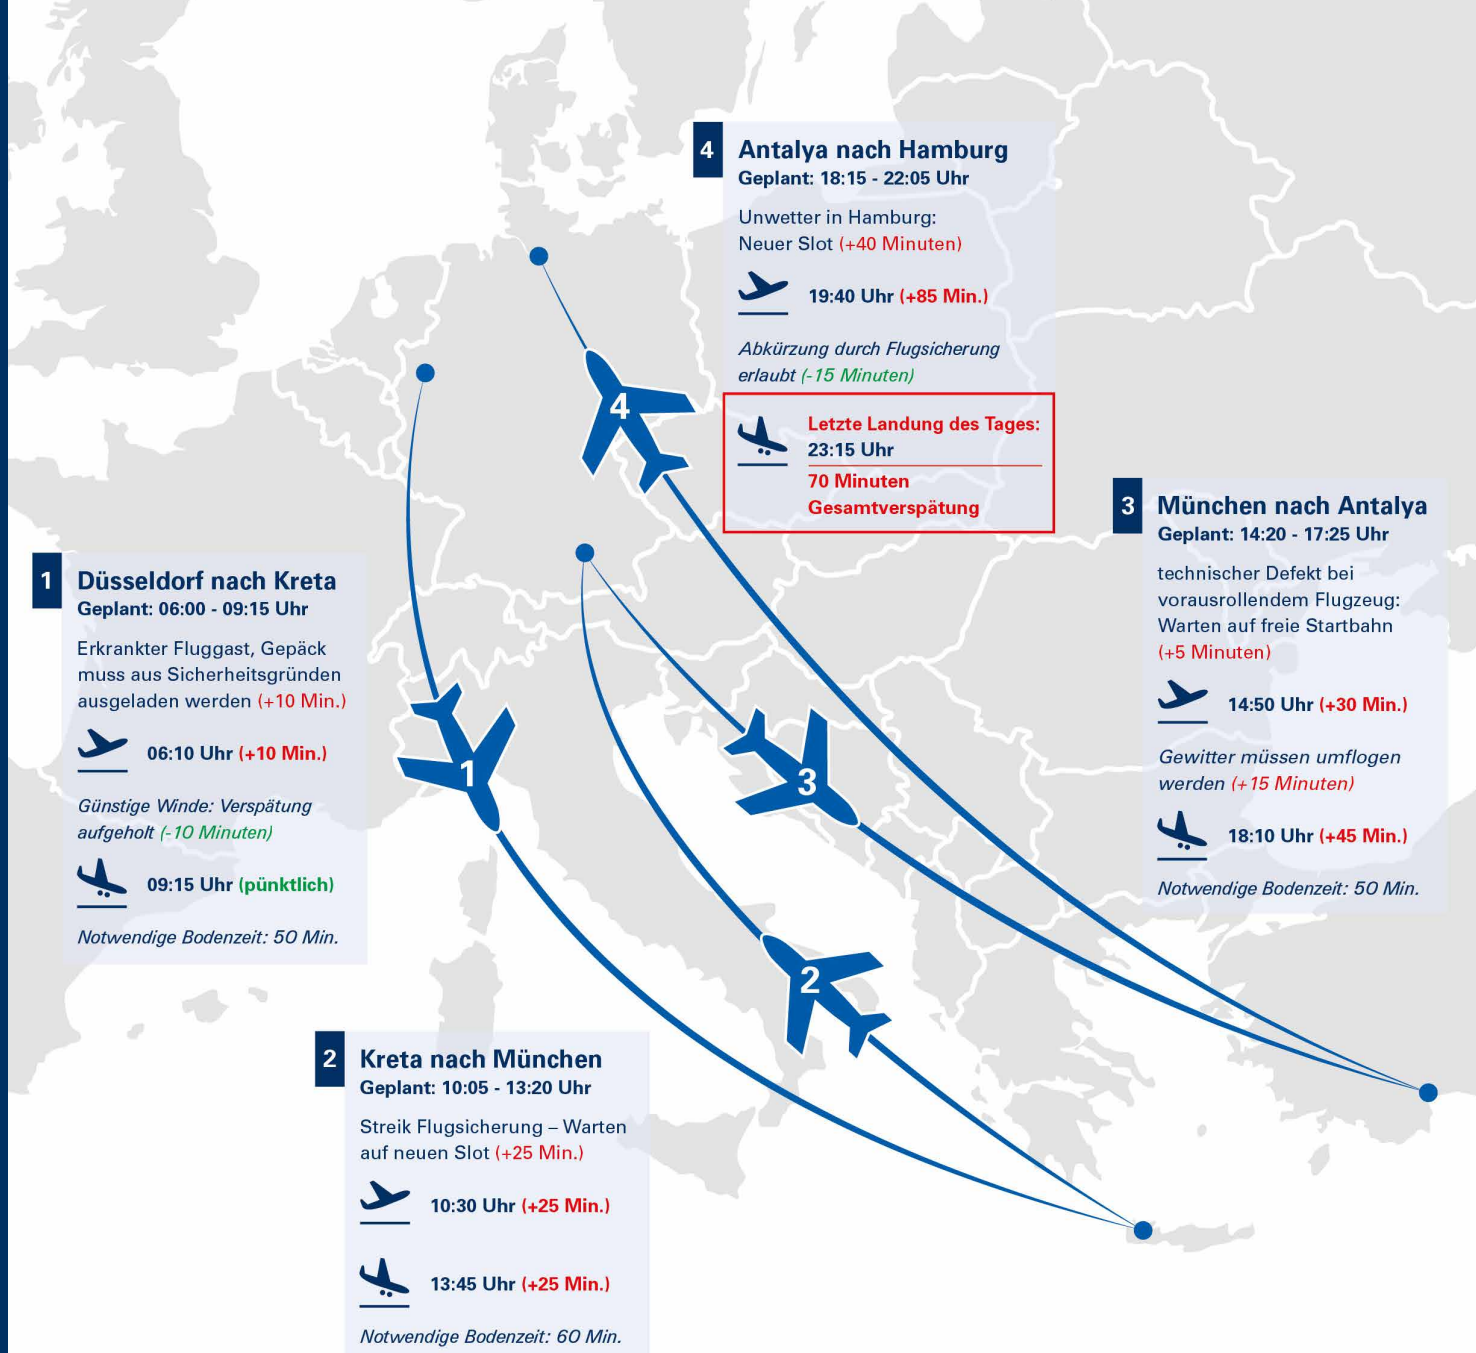 4
Antalya nach Hamburg
Geplant: 18:15 - 22:05 Uhr
Unwetter in Hamburg:
Neuer Slot (+40 Minuten)
19:40 Uhr (+85 Min.)
Abkürzung durch Flugsicherung
erlaubt (-15 Minuten)
Letzte Landung des Tages:
23:15 Uhr
70 Minuten
Gesamtverspätung
4
3
München nach Antalya
Geplant: 14:20 - 17:25 Uhr
technischer Defekt bei
vorausrollendem Flugzeug:
Warten auf freie Startbahn
(+5 Minuten)
14:50 Uhr (+30 Min.)
Gewitter müssen umflogen
werden (+15 Minuten)
18:10 Uhr (+45 Min.)
Notwendige Bodenzeit: 50 Min.
1
Düsseldorf nach Kreta
Geplant: 06:00 - 09:15 Uhr
Erkrankter Fluggast, Gepäck
muss aus Sicherheitsgründen
ausgeladen werden (+10 Min.)
06:10 Uhr (+10 Min.)
Günstige Winde: Verspätung
aufgeholt (-10 Minuten)
09:15 Uhr (pünktlich)
Notwendige Bodenzeit: 50 Min.
1
3
2
2
Kreta nach München
Geplant: 10:05 - 13:20 Uhr
Streik Flugsicherung – Warten
auf neuen Slot (+25 Min.)
10:30 Uhr (+25 Min.)
13:45 Uhr (+25 Min.)
Notwendige Bodenzeit: 60 Min.